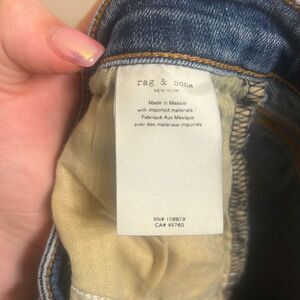 rag & bone
NEW YORK
Made in Mexico
with imported materials
Fabriqué Aux Mexique
avec des matériaux importés
RN# 108879
CA# 45760